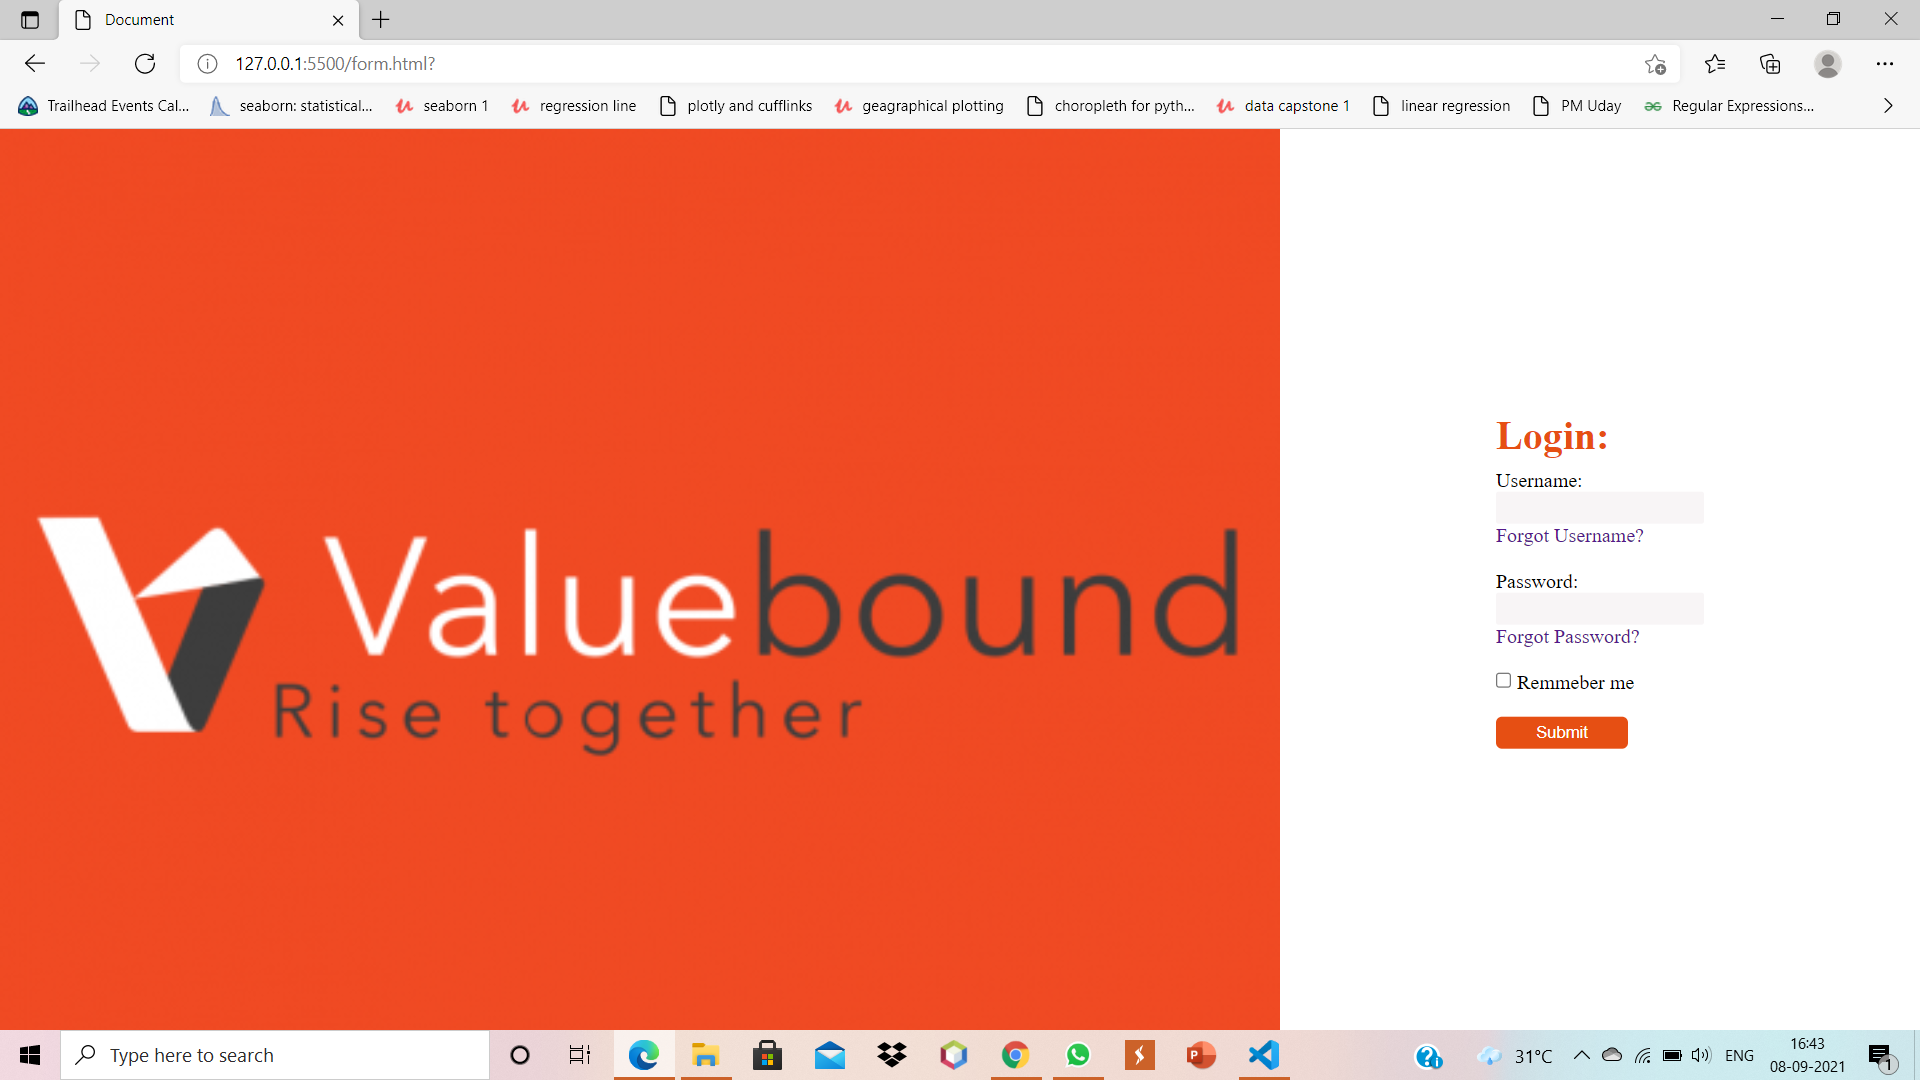 Document
127.0.0.1:5500/form.html?
Trailhead Events Cal...
seaborn: statistical...
seaborn 1
regression line
plotly and cufflinks
geagraphical plotting
choropleth for pyth...
data capstone 1
linear regression
PM Uday
Regular Expressions...
Valuebound
Rise together
Login:
Username:
Forgot Username?
Password:
Forgot Password?
Remmeber me
Submit
Type here to search
31°C
ENG
16:43
08-09-2021
1